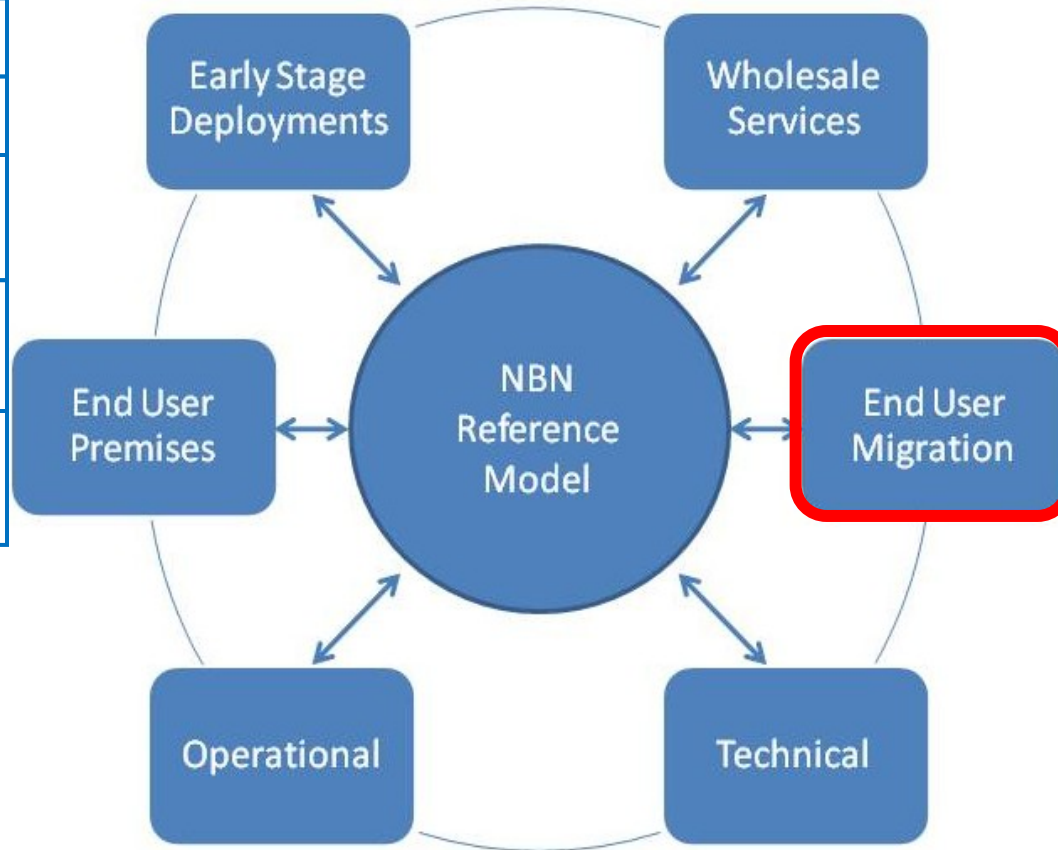 Early Stage
Deployments
Wholesale
Services
End User
Premises
NBN
Reference
Model
End User
Migration
Operational
Technical